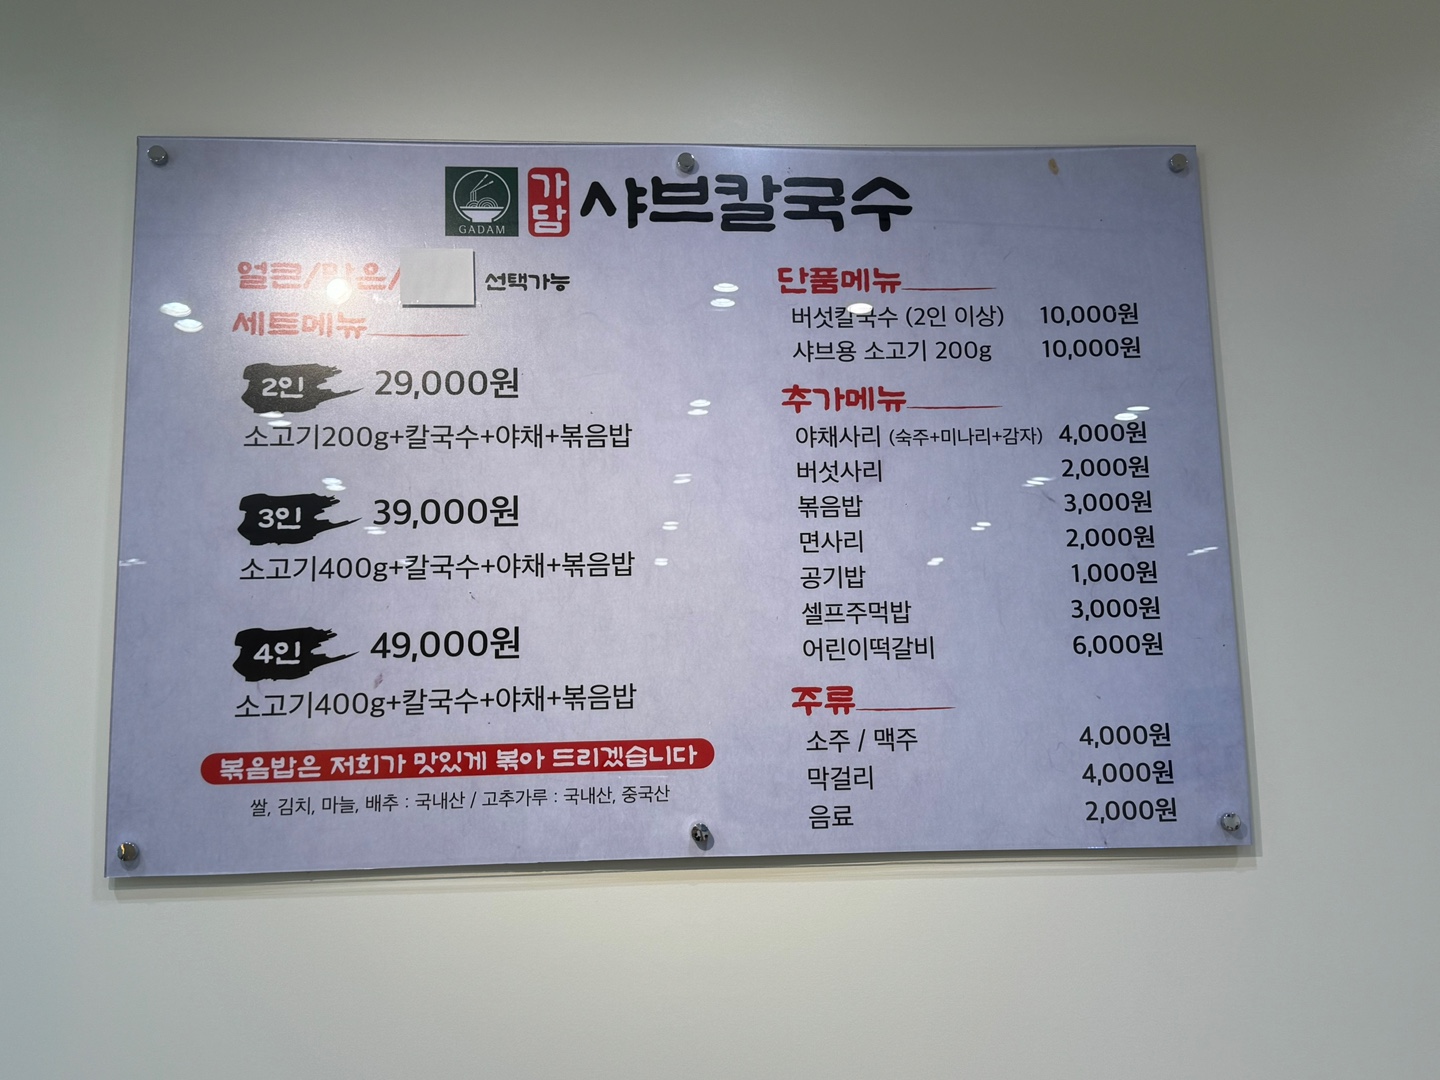 GADAM
가담 샤브칼국수
얼큰/맑은/ 선택가능
세트메뉴
2인 29,000원
소고기200g+칼국수+야채+볶음밥
3인 39,000원
소고기400g+칼국수+야채+볶음밥
4인 49,000원
소고기400g+칼국수+야채+볶음밥
볶음밥은 저희가 맛있게 볶아 드리겠습니다
쌀, 김치, 마늘, 배추 : 국내산 / 고추가루 : 국내산, 중국산
단품메뉴
버섯칼국수 (2인 이상) 10,000원
샤브용 소고기 200g 10,000원
추가메뉴
야채사리 (숙주+미나리+감자) 4,000원
버섯사리 2,000원
볶음밥 3,000원
면사리 2,000원
공기밥 1,000원
셀프주먹밥 3,000원
어린이떡갈비 6,000원
주류
소주 / 맥주 4,000원
막걸리 4,000원
음료 2,000원